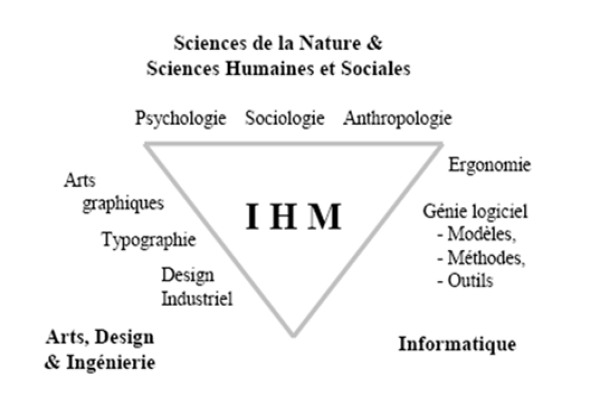 Sciences de la Nature &
Sciences Humaines et Sociales
Psychologie Sociologie Anthropologie
Ergonomie
Arts
graphiques
I H M
Génie logiciel
- Modèles,
- Méthodes,
- Outils
Typographie
Design
Industriel
Arts, Design
& Ingénierie
Informatique